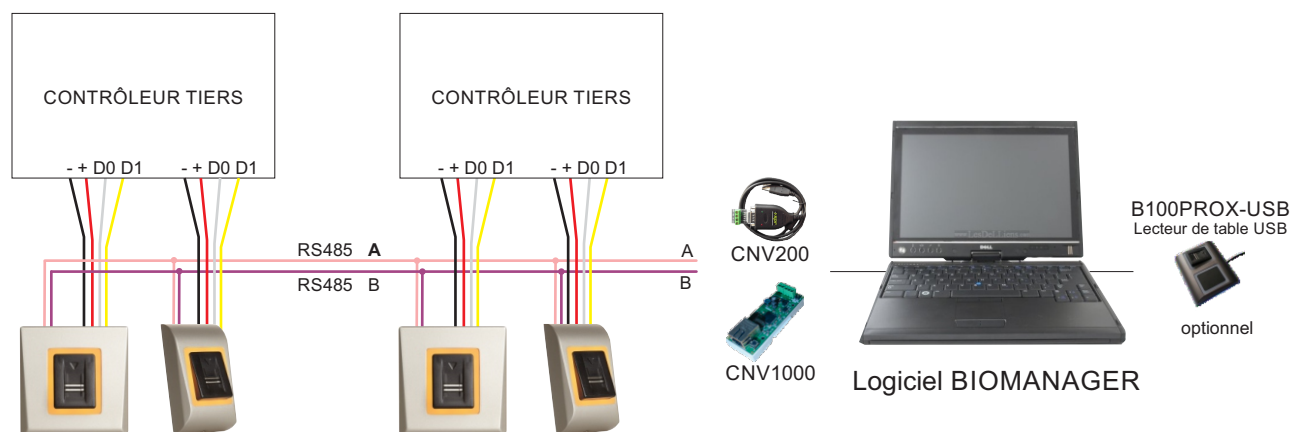 CONTRÔLEUR TIERS
- + D0 D1
- + D0 D1
CONTRÔLEUR TIERS
- + D0 D1
- + D0 D1
RS485 A
A
RS485 B
B
CNV200
CNV1000
DELL
Logiciel BIOMANAGER
B100PROX-USB
Lecteur de table USB
optionnel